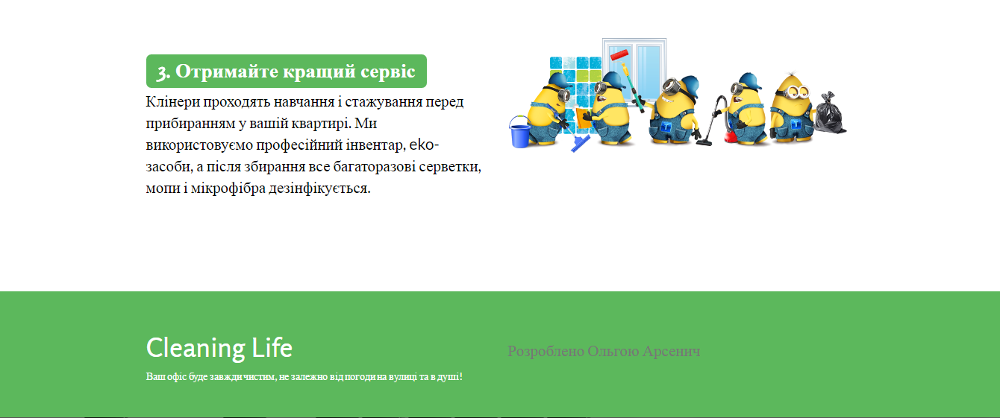 3. Отримайте кращий сервіс
Клінери проходять навчання і стажування перед
прибиранням у вашій квартирі. Ми
використовуємо професійний інвентар, eko-
засоби, а після збирання все багаторазові серветки,
мопи і мікрофібра дезінфікується.
Cleaning Life
Розроблено Ольгою Арсенич
Ваш офіс буде завжди чистим, не залежно від погоди на вулиці та в душі!